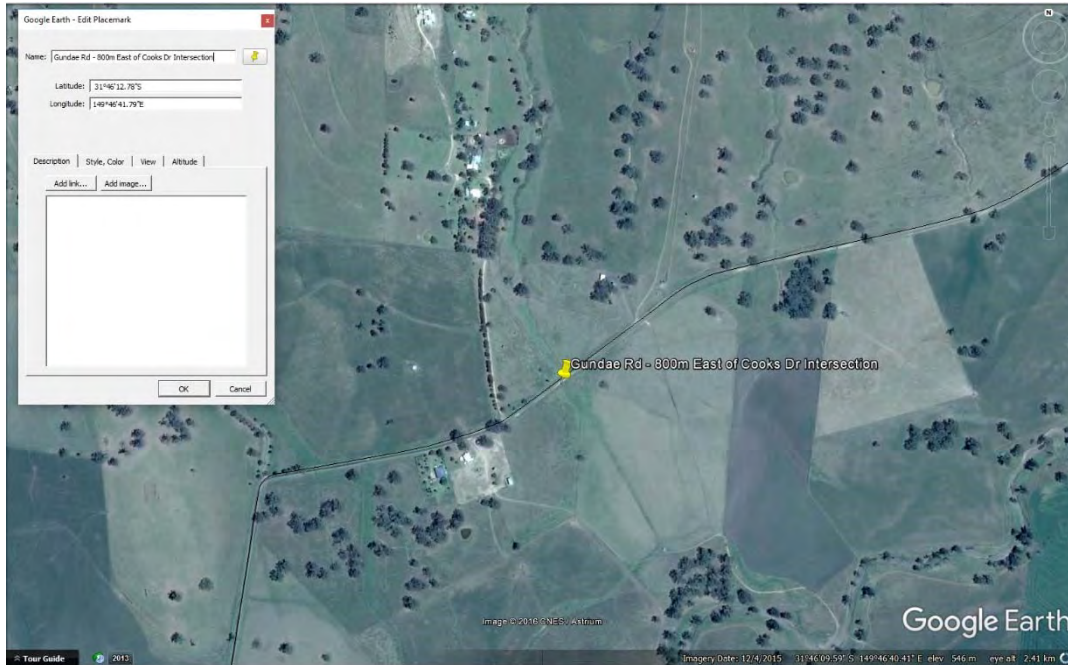 Google Earth - Edit Placemark
x
N
Name: Gundae Rd - 800m East of Cooks Dr Intersection
Latitude: 31°46'12.78"S
Longitude: 149°46'41.79"E
Description Style, Color View Altitude
Add link... Add image...
Gundae Rd - 800m East of Cooks Dr Intersection
OK Cancel
Image © 2016 CNES / Astrium
Google Earth
Tour Guide 2013 Imagery Date: 12/4/2015 31°46'09.59" S 149°46'40.41" E elev 546 m eye alt 2.41 km